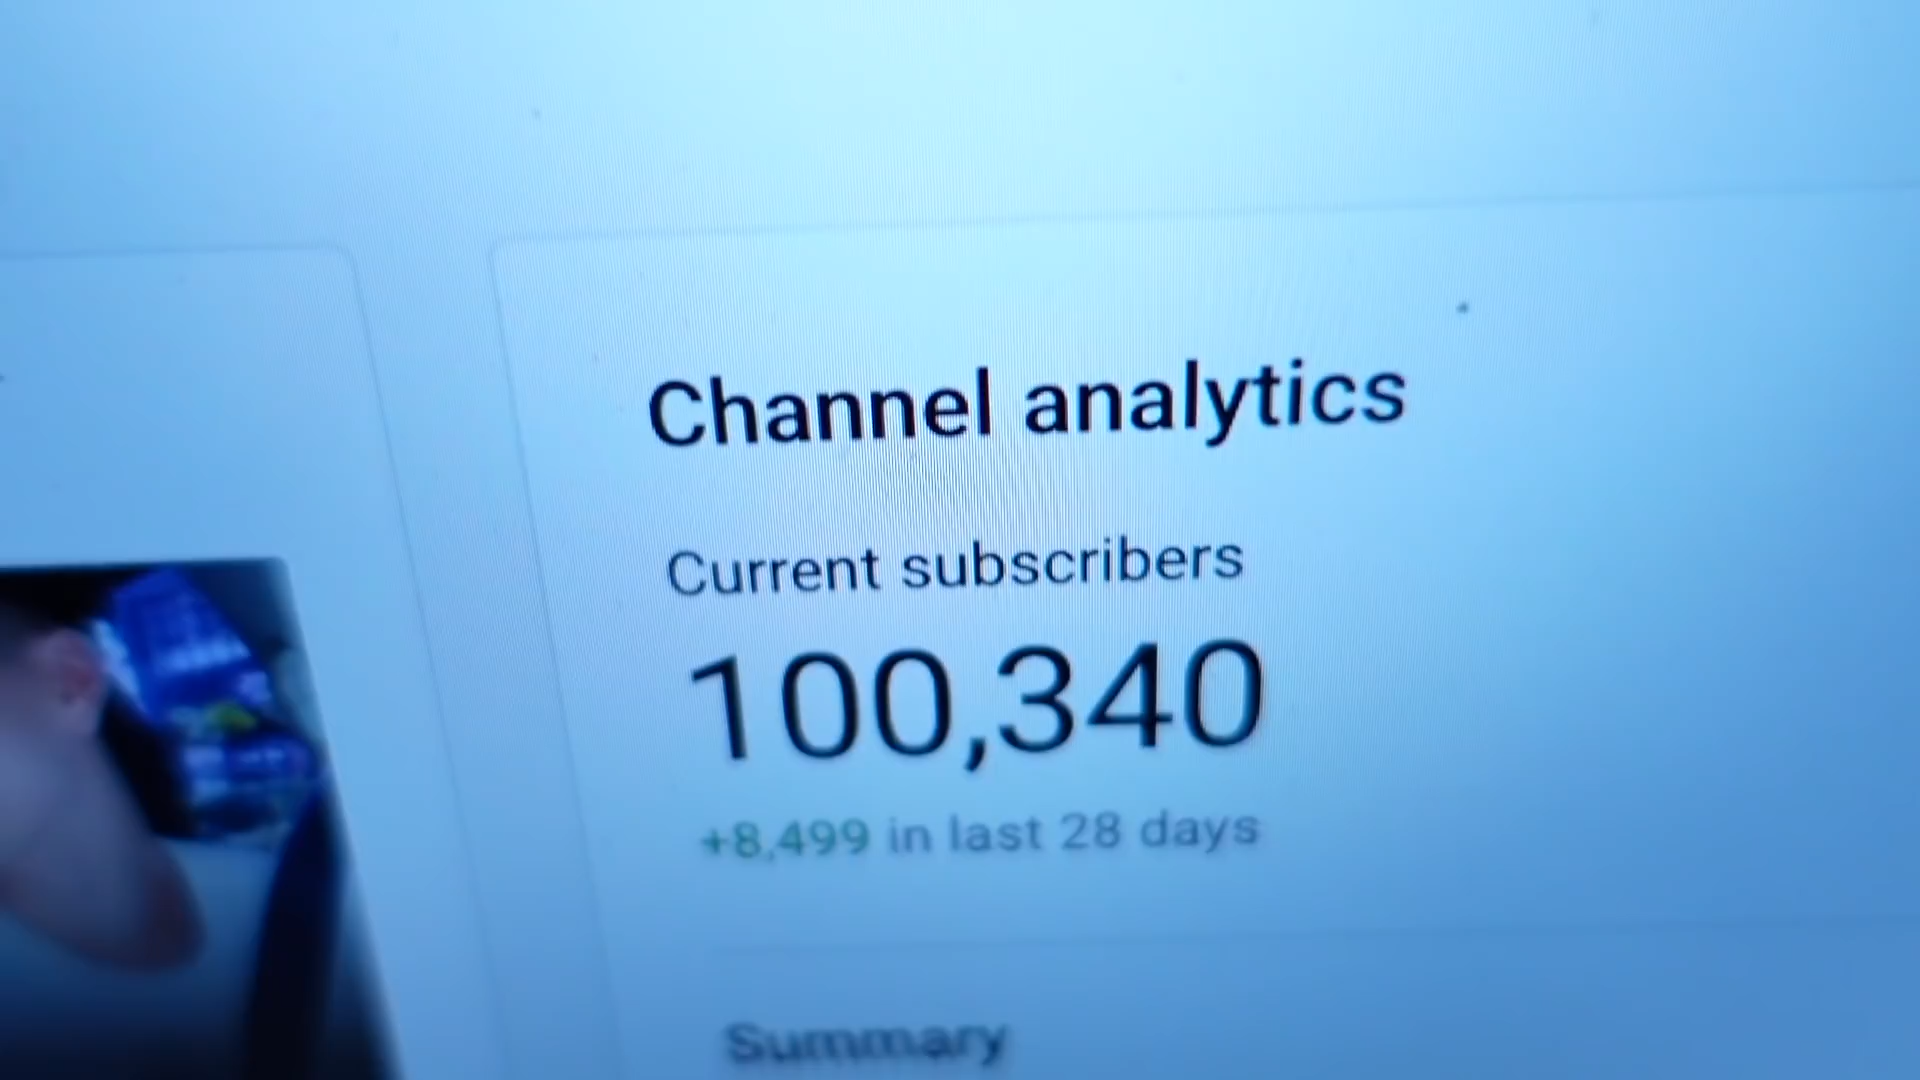 Channel analytics
Current subscribers
100,340
+8,499 in last 28 days
Summary